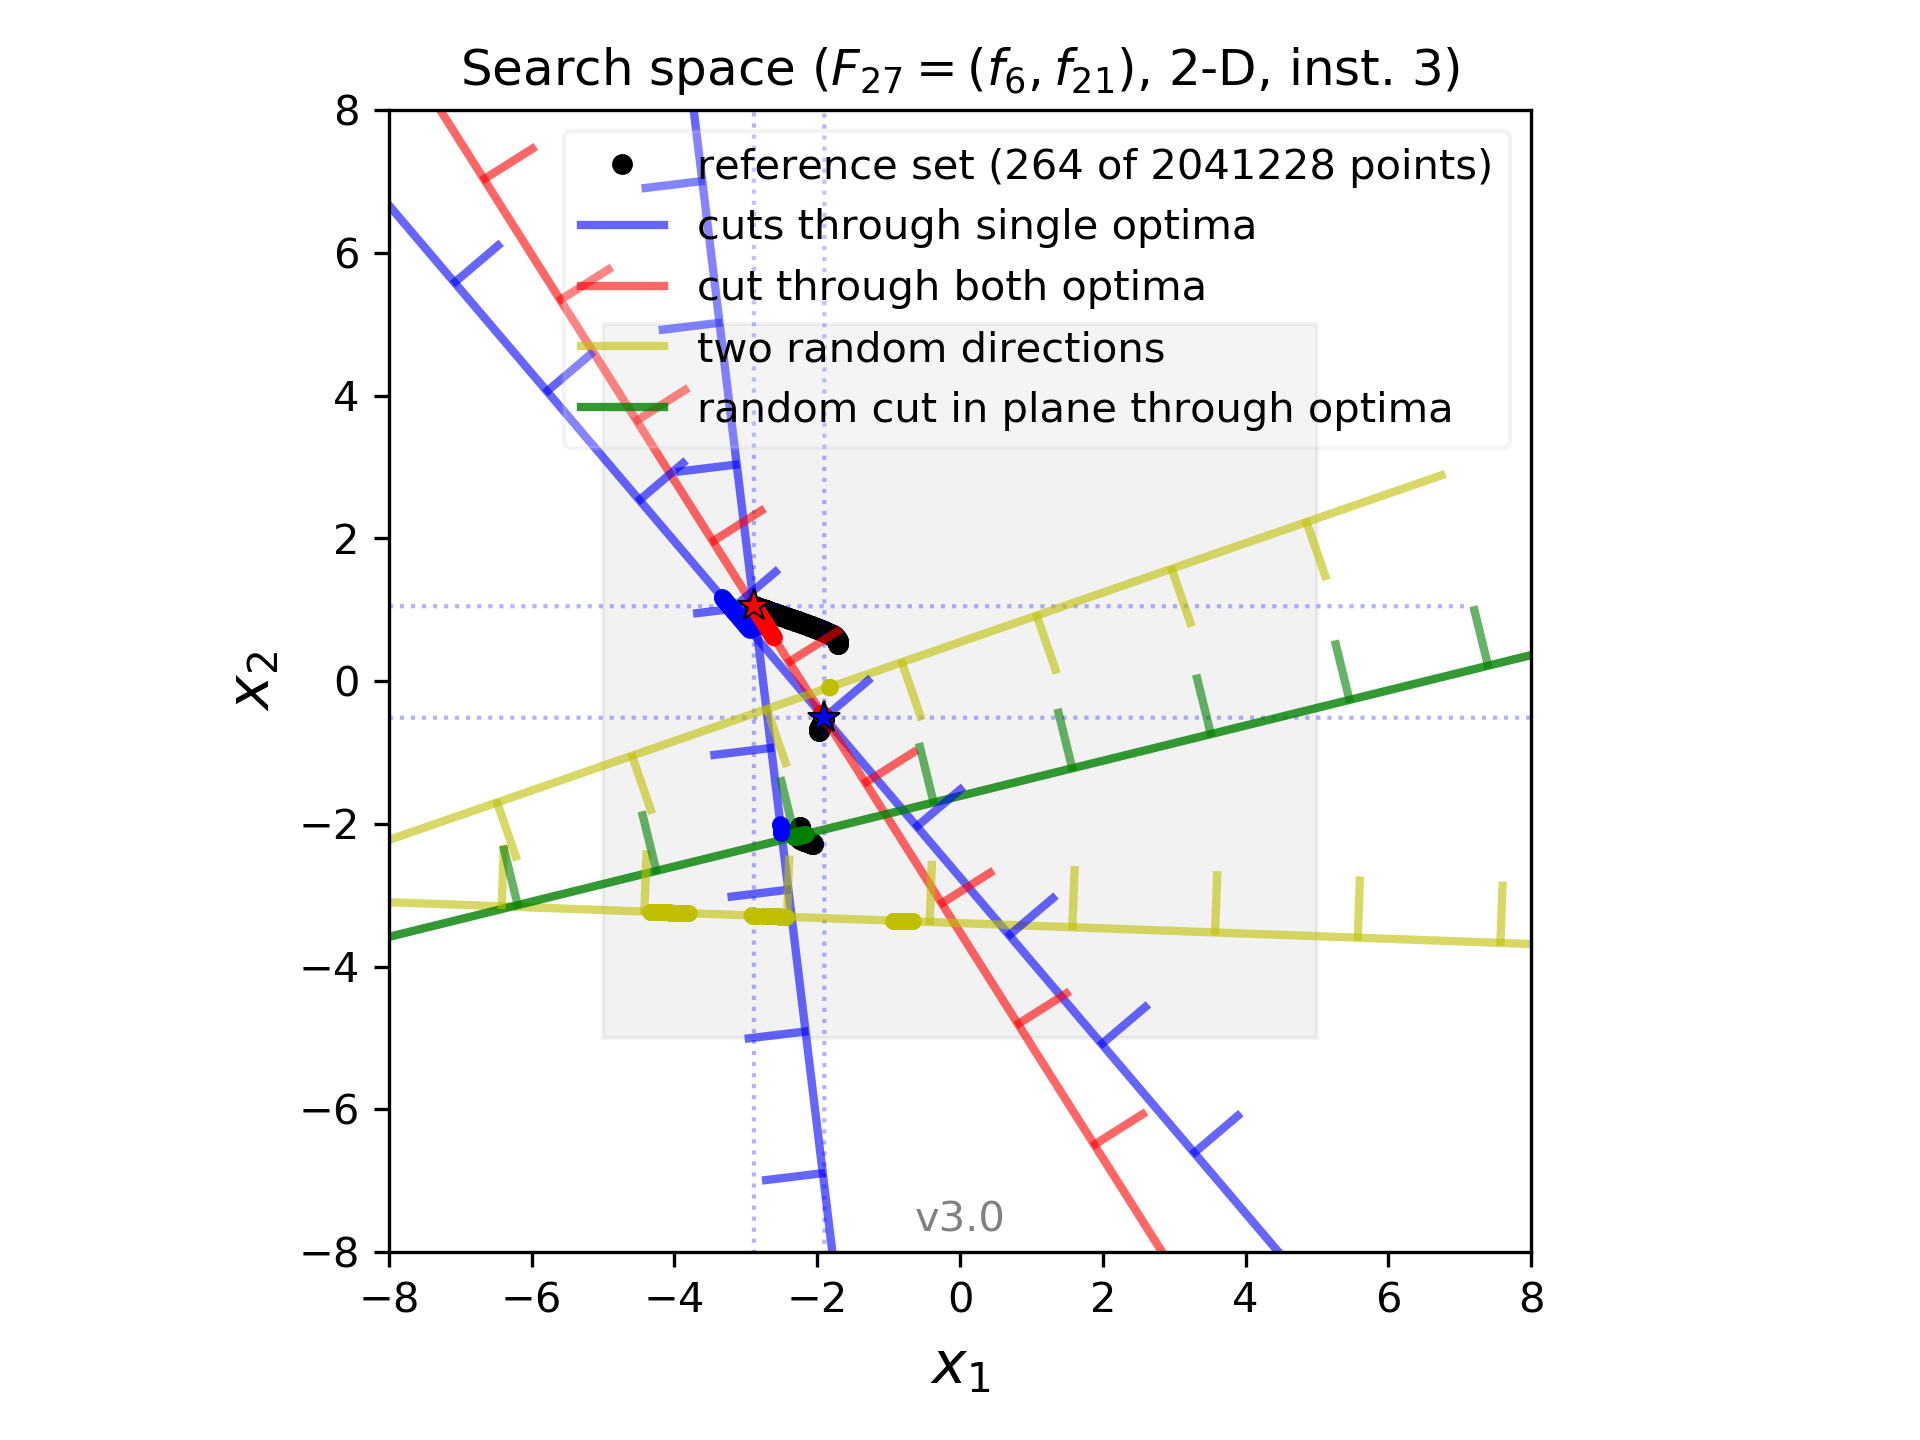 Search space (F27 = (f6, f21), 2-D, inst. 3)
8
6
4
2
0
−2
−4
−6
−8
x2
reference set (264 of 2041228 points)
cuts through single optima
cut through both optima
two random directions
random cut in plane through optima
v3.0
−8 −6 −4 −2 0 2 4 6 8
x1